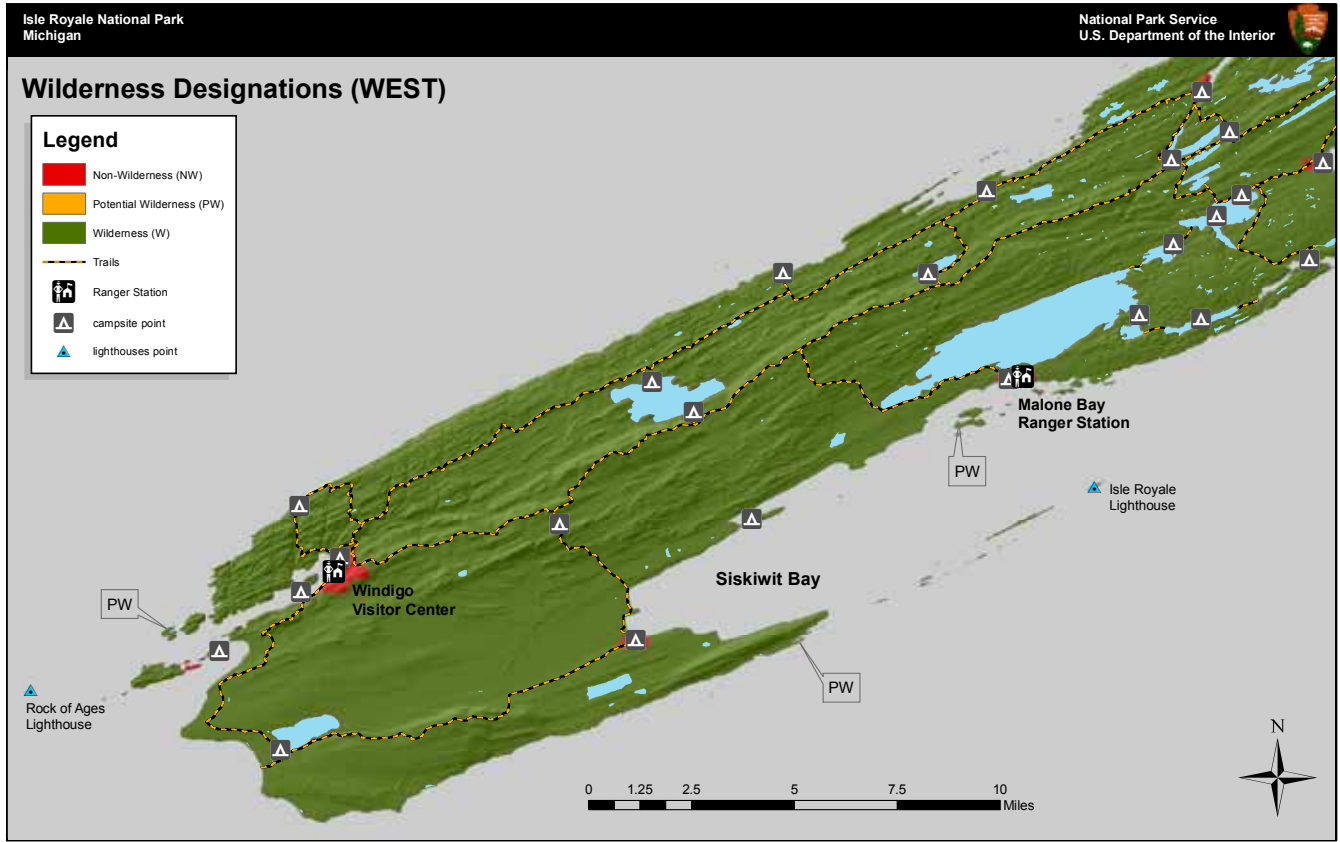 Isle Royale National Park
Michigan
National Park Service
U.S. Department of the Interior
Wilderness Designations (WEST)
Legend
Non-Wilderness (NW)
Potential Wilderness (PW)
Wilderness (W)
Trails
Ranger Station
campsite point
lighthouses point
Malone Bay
Ranger Station
PW
Isle Royale
Lighthouse
Siskiwit Bay
Windigo
Visitor Center
PW
PW
Rock of Ages
Lighthouse
N
0 1.25 2.5 5 7.5 10
Miles